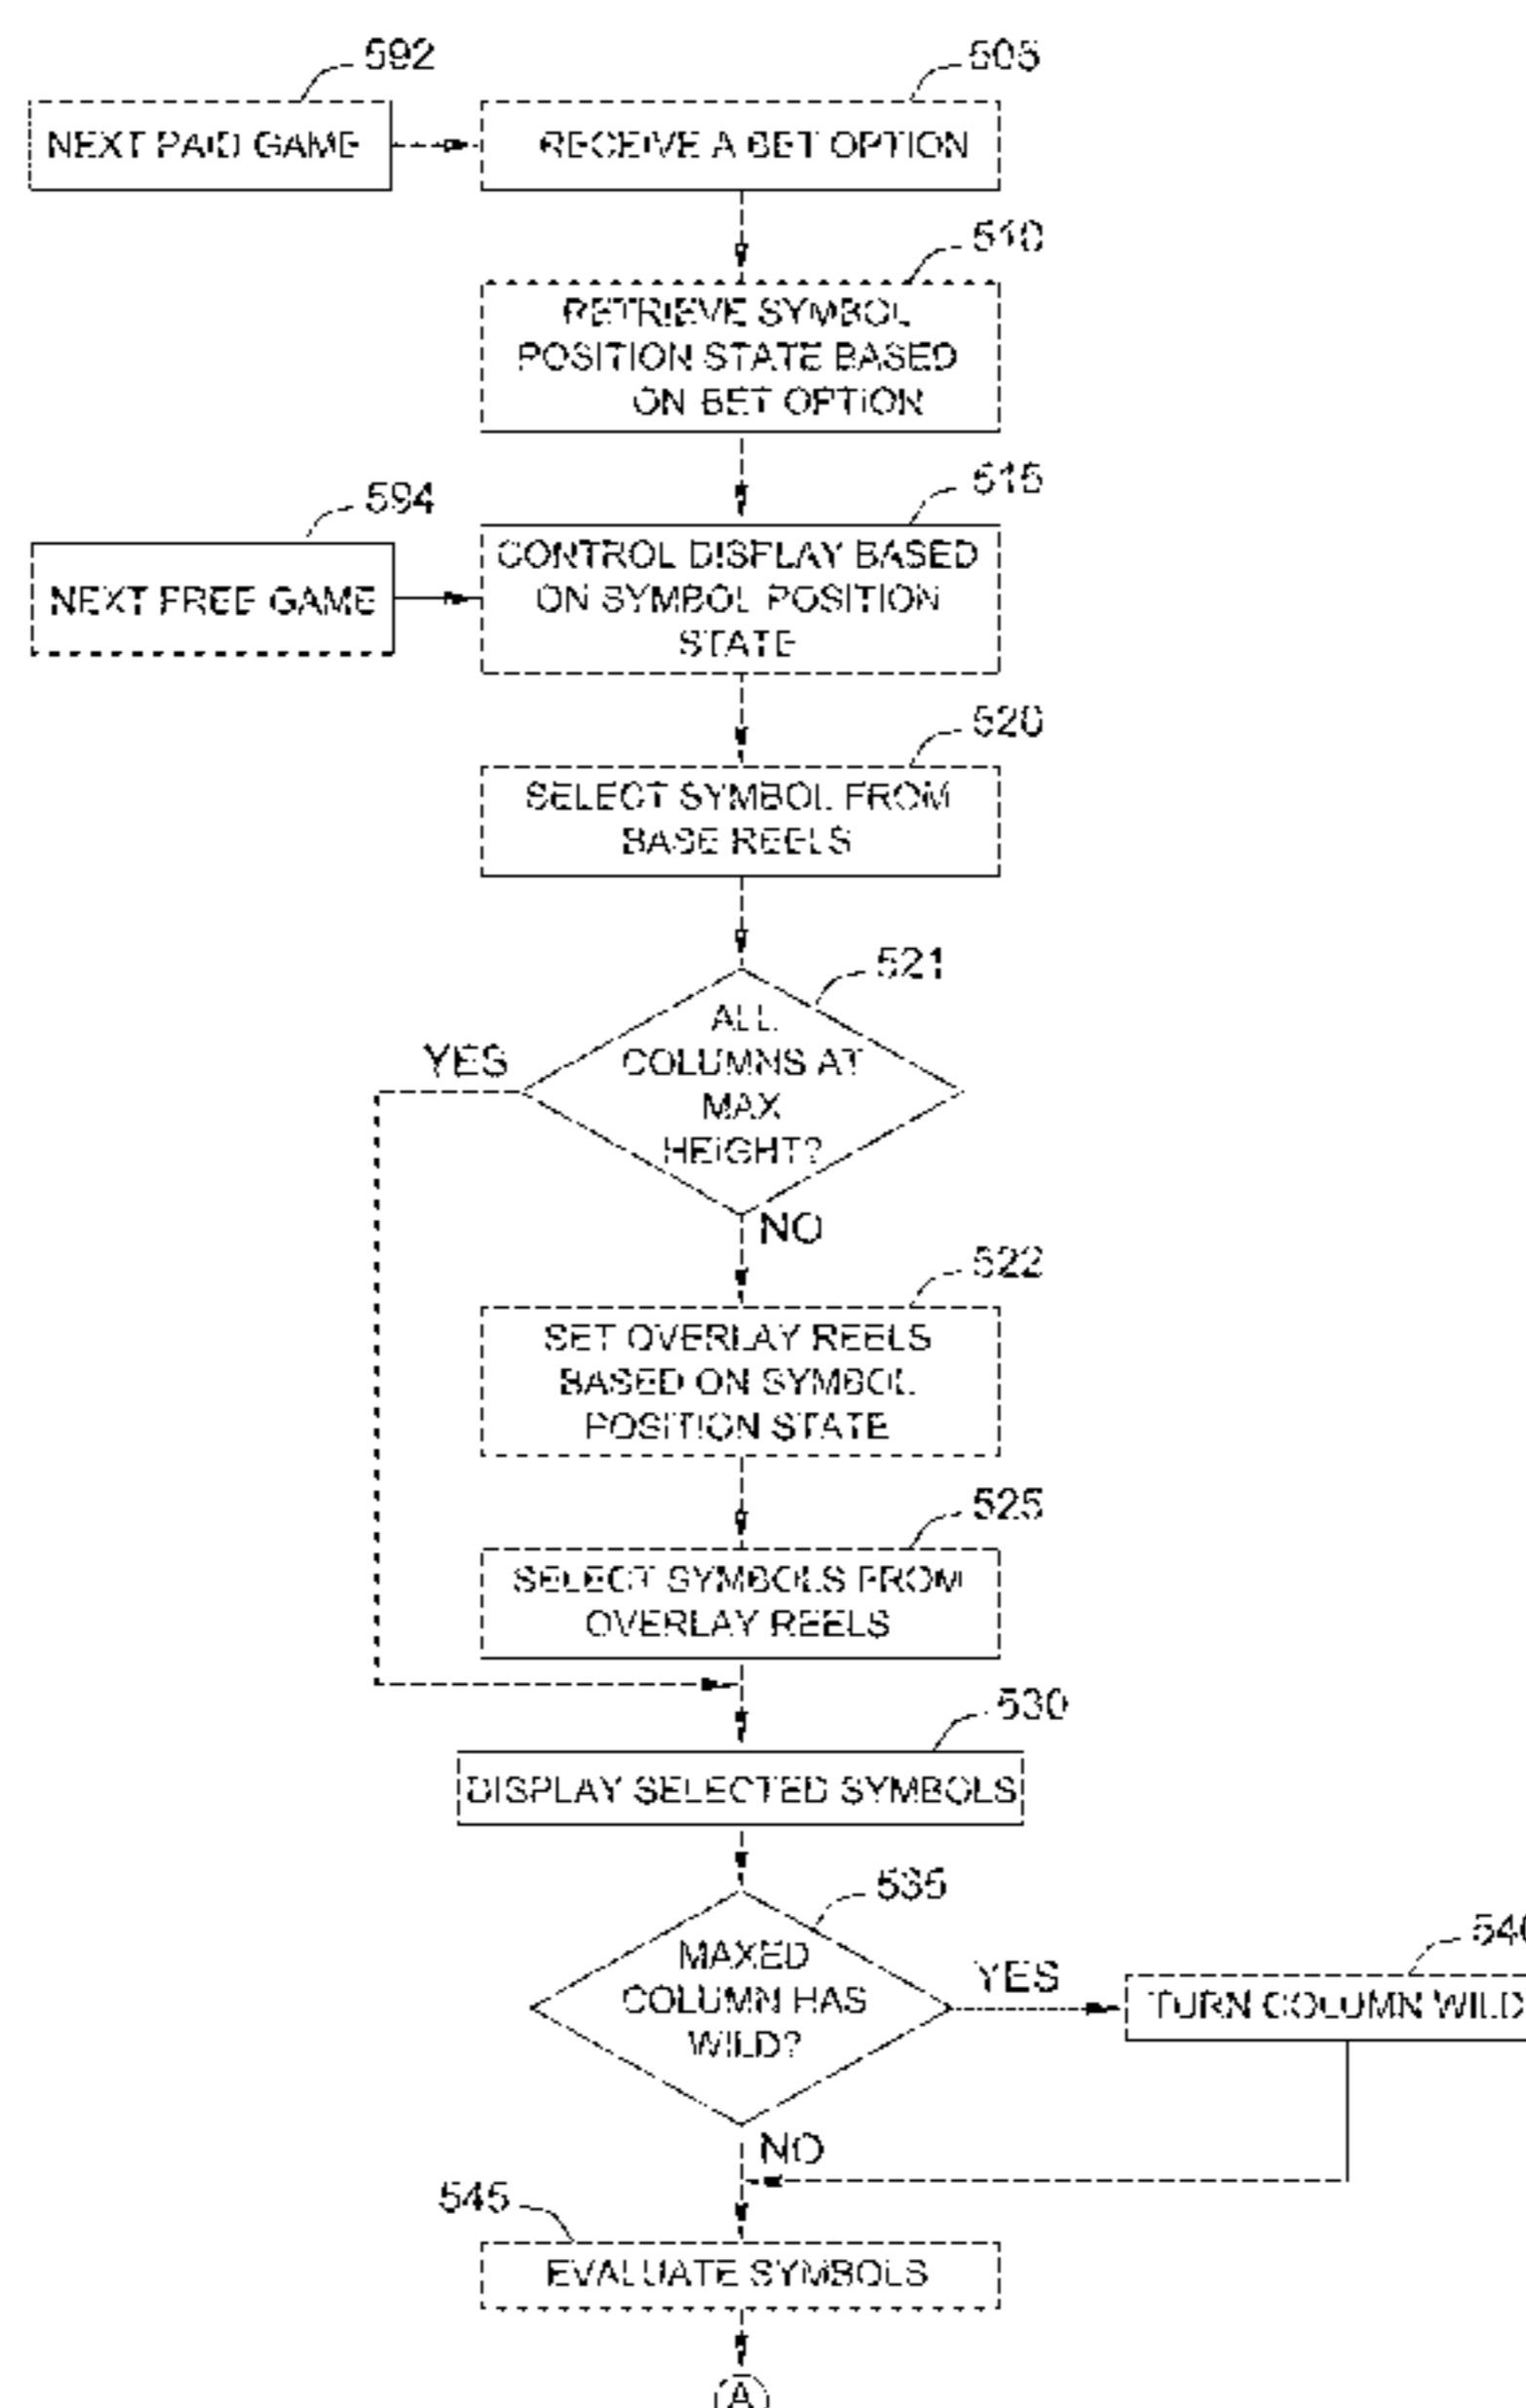 592
NEXT PAID GAME
505
RECEIVE A BET OPTION
510
RETRIEVE SYMBOL
POSITION STATE BASED
ON BET OPTION
594
NEXT FREE GAME
515
CONTROL DISPLAY BASED
ON SYMBOL POSITION
STATE
520
SELECT SYMBOL FROM
BASE REELS
521
ALL
COLUMNS AT
MAX
HEIGHT?
YES
NO
522
SET OVERLAY REELS
BASED ON SYMBOL
POSITION STATE
525
SELECT SYMBOLS FROM
OVERLAY REELS
530
DISPLAY SELECTED SYMBOLS
535
MAXED
COLUMN HAS
WILD?
YES
540
TURN COLUMN WILD
NO
545
EVALUATE SYMBOLS
A